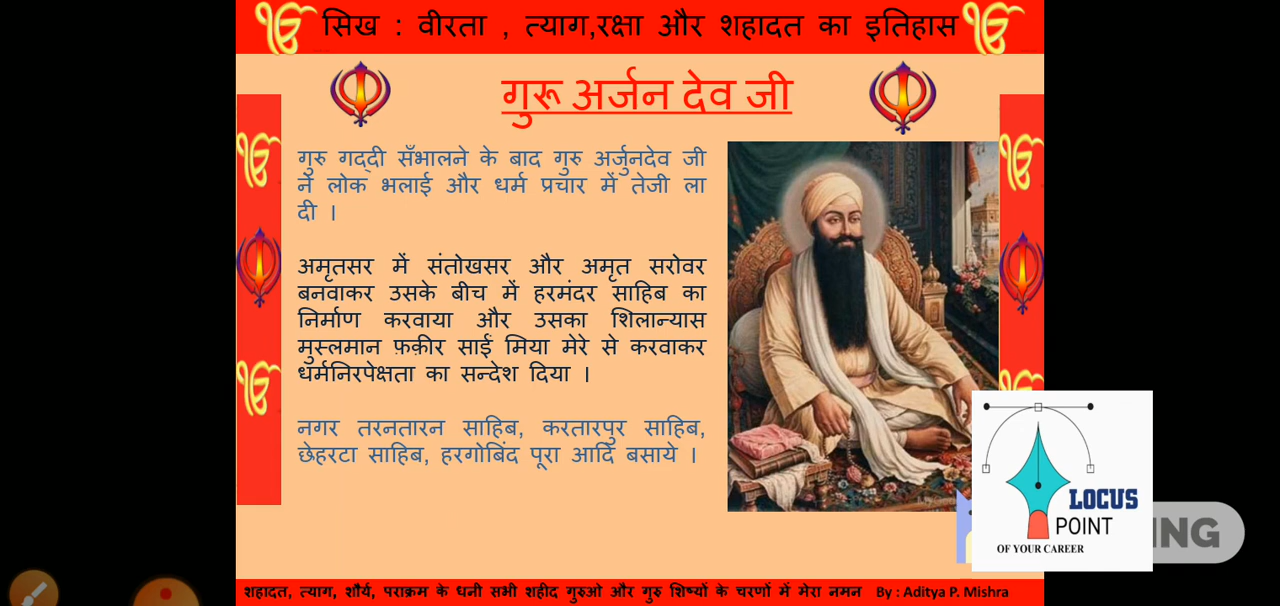 सिख : वीरता , त्याग,रक्षा और शहादत का इतिहास
गुरू अर्जन देव जी
गुरु गद्दी सँभालने के बाद गुरु अर्जुनदेव जी
ने लोक भलाई और धर्म प्रचार में तेजी ला
दी ।
अमृतसर में संतोखसर और अमृत सरोवर
बनवाकर उसके बीच में हरमंदर साहिब का
निर्माण करवाया और उसका शिलान्यास
मुस्लमान फ़क़ीर साईं मिया मेरे से करवाकर
धर्मनिरपेक्षता का सन्देश दिया ।
नगर तरनतारन साहिब, करतारपुर साहिब,
छेहरटा साहिब, हरगोबिंद पूरा आदि बसाये ।
LOCUS
POINT
OF YOUR CAREER
ING
शहादत, त्याग, शौर्य, पराक्रम के धनी सभी शहीद गुरुओ और गुरु शिष्यों के चरणों में मेरा नमन By : Aditya P. Mishra